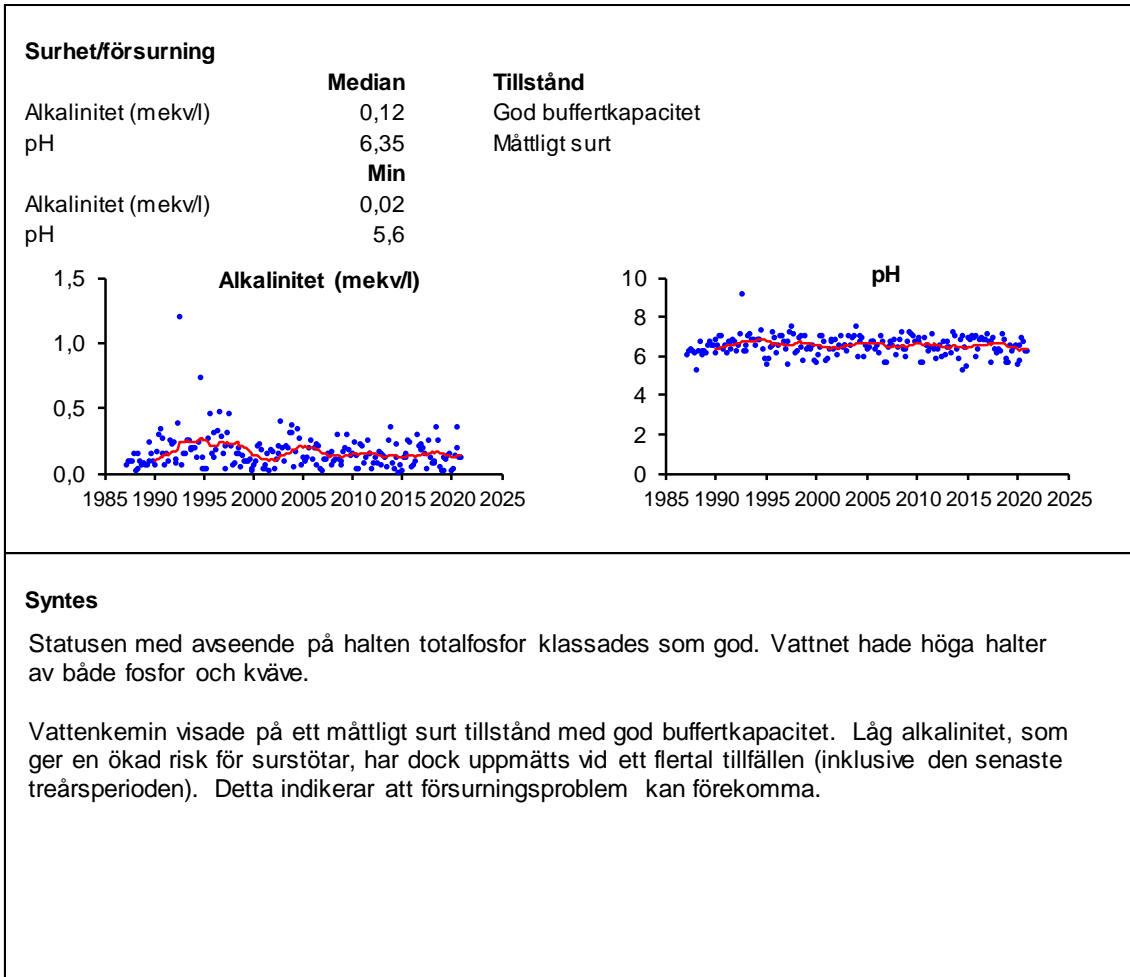 Surhet/försurning
Median Tillstånd
Alkalinitet (mekv/l) 0,12 God buffertkapacitet
pH 6,35 Måttligt surt
Min
Alkalinitet (mekv/l) 0,02
pH 5,6
Alkalinitet (mekv/l)
1,5
1,0
0,5
0,0
1985 1990 1995 2000 2005 2010 2015 2020 2025
pH
10
8
6
4
2
0
1985 1990 1995 2000 2005 2010 2015 2020 2025
Syntes
Statusen med avseende på halten totalfosfor klassades som god. Vattnet hade höga halter
av både fosfor och kväve.
Vattenkemin visade på ett måttligt surt tillstånd med god buffertkapacitet. Låg alkalinitet, som
ger en ökad risk för surstötar, har dock uppmätts vid ett flertal tillfällen (inklusive den senaste
treårsperioden). Detta indikerar att försurningsproblem kan förekomma.